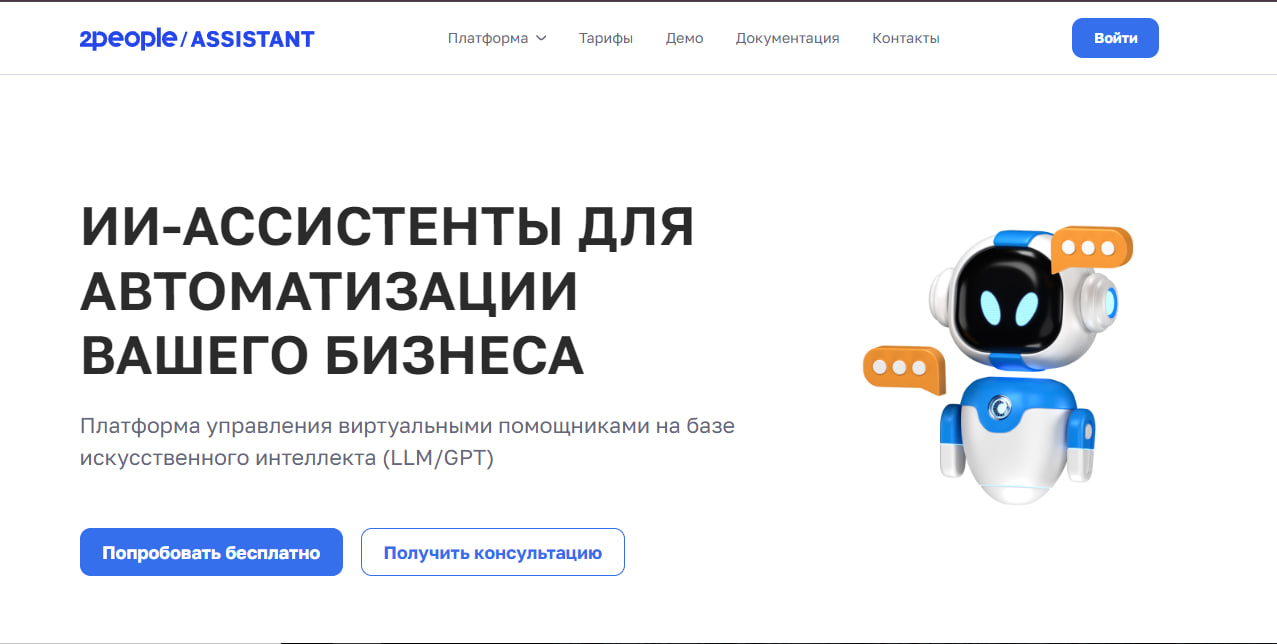 2people / ASSISTANT
Платформа
Тарифы
Демо
Документация
Контакты
Войти
ИИ-АССИСТЕНТЫ ДЛЯ
АВТОМАТИЗАЦИИ
ВАШЕГО БИЗНЕСА
Платформа управления виртуальными помощниками на базе
искусственного интеллекта (LLM/GPT)
Попробовать бесплатно
Получить консультацию